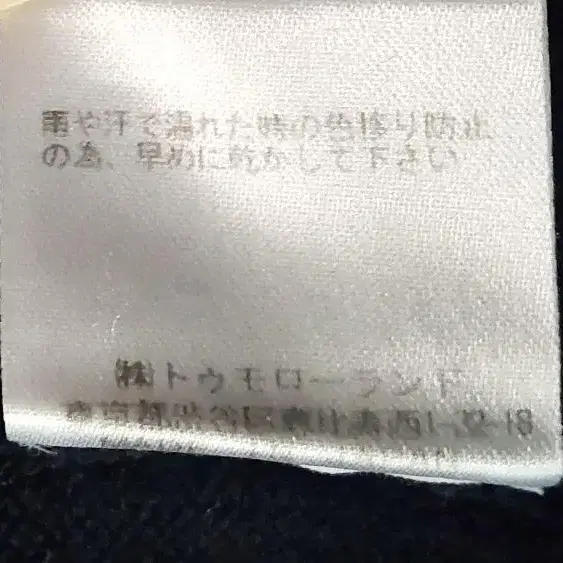 雨や汗で濡れた時の色移り防止
の為、早めに乾かして下さい
㈱トゥモローランド
東京都渋谷区恵比寿西1-32-18